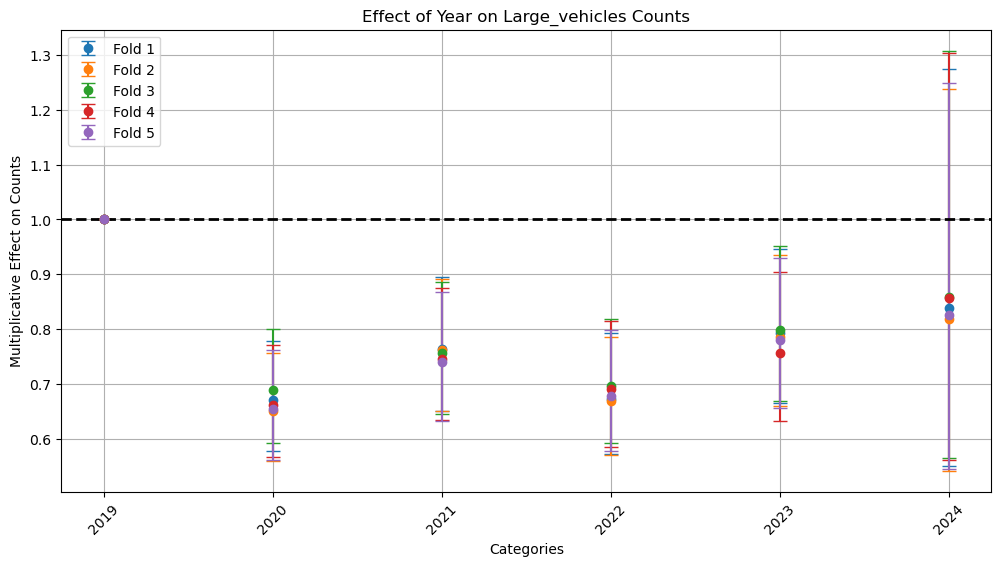 Effect of Year on Large_vehicles Counts
Fold 1
Fold 2
Fold 3
Fold 4
Fold 5
Multiplicative Effect on Counts
1.3
1.2
1.1
1.0
0.9
0.8
0.7
0.6
2019
2020
2021
2022
2023
2024
Categories